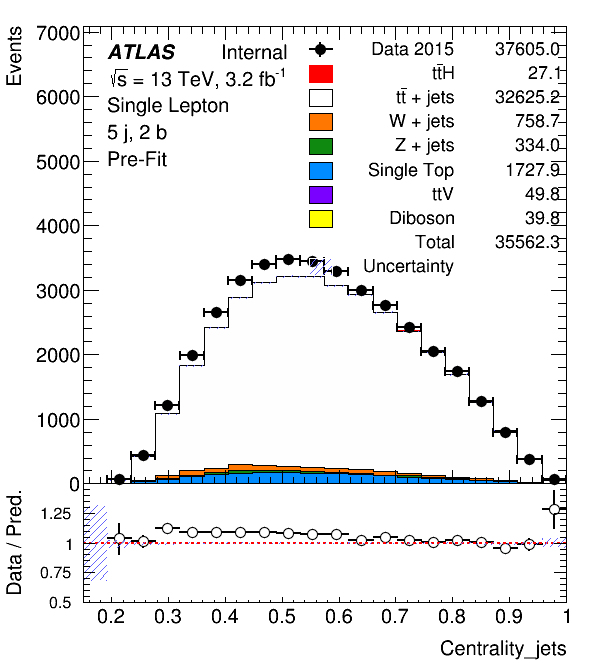 7000
6000
5000
4000
3000
2000
1000
0
Events
ATLAS Internal
√s = 13 TeV, 3.2 fb⁻¹
Single Lepton
5 j, 2 b
Pre-Fit
Data 2015 37605.0
tt̄H 27.1
tt̄ + jets 32625.2
W + jets 758.7
Z + jets 334.0
Single Top 1727.9
ttV 49.8
Diboson 39.8
Total 35562.3
Uncertainty
Data / Pred.
1.25
1
0.75
0.5
0.2 0.3 0.4 0.5 0.6 0.7 0.8 0.9 1
Centrality_jets